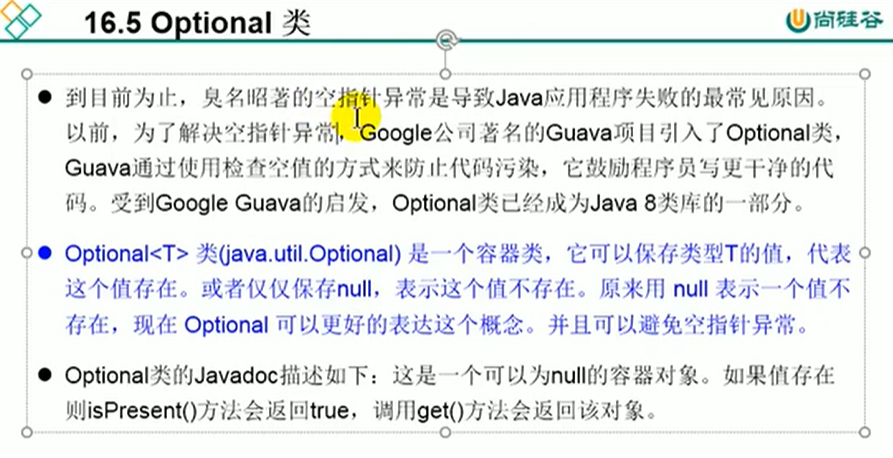 16.5 Optional 类
尚硅谷
到目前为止，臭名昭著的空指针异常是导致Java应用程序失败的最常见原因。
以前，为了解决空指针异常，Google公司著名的Guava项目引入了Optional类，
Guava通过使用检查空值的方式来防止代码污染，它鼓励程序员写更干净的代
码。受到Google Guava的启发，Optional类已经成为Java 8类库的一部分。
Optional<T> 类(java.util.Optional) 是一个容器类，它可以保存类型T的值，代表
这个值存在。或者仅仅保存null，表示这个值不存在。原来用 null 表示一个值不
存在，现在 Optional 可以更好的表达这个概念。并且可以避免空指针异常。
Optional类的Javadoc描述如下：这是一个可以为null的容器对象。如果值存在
则isPresent()方法会返回true，调用get()方法会返回该对象。